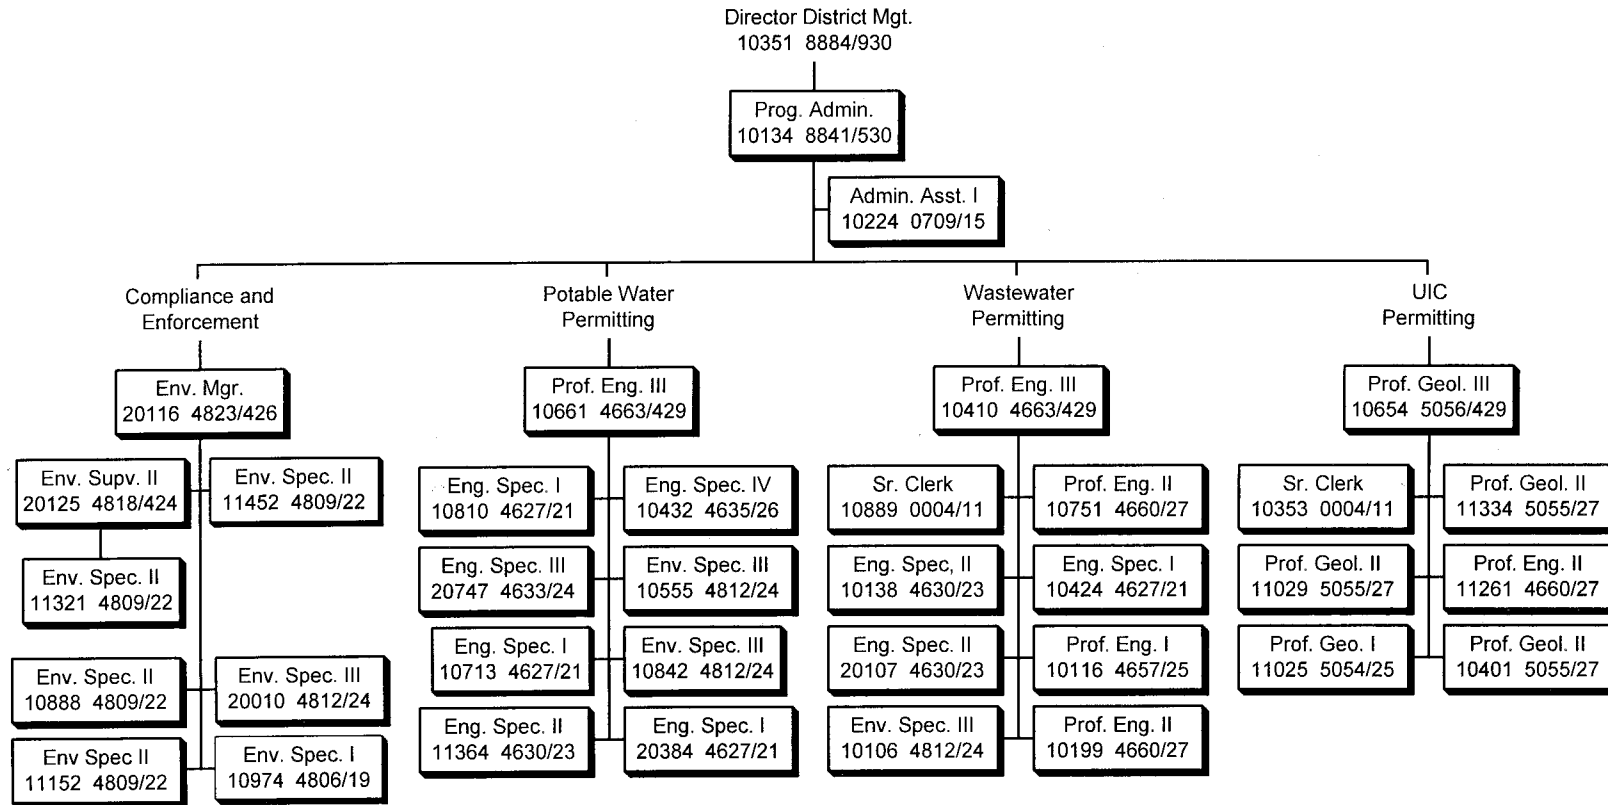 Director District Mgt.
10351 8884/930
Prog. Admin.
10134 8841/530
Admin. Asst. I
10224 0709/15
Compliance and
Enforcement
Env. Mgr.
20116 4823/426
Env. Supv. II
20125 4818/424
Env. Spec. II
11452 4809/22
Env. Spec. II
11321 4809/22
Env. Spec. II
10888 4809/22
Env. Spec. III
20010 4812/24
Env Spec II
11152 4809/22
Env. Spec. I
10974 4806/19
Potable Water
Permitting
Prof. Eng. III
10661 4663/429
Eng. Spec. I
10810 4627/21
Eng. Spec. IV
10432 4635/26
Eng. Spec. III
20747 4633/24
Env. Spec. III
10555 4812/24
Eng. Spec. I
10713 4627/21
Env. Spec. III
10842 4812/24
Eng. Spec. II
11364 4630/23
Eng. Spec. I
20384 4627/21
Wastewater
Permitting
Prof. Eng. III
10410 4663/429
Sr. Clerk
10889 0004/11
Prof. Eng. II
10751 4660/27
Eng. Spec, II
10138 4630/23
Eng. Spec. I
10424 4627/21
Eng. Spec. II
20107 4630/23
Prof. Eng. I
10116 4657/25
Env. Spec. III
10106 4812/24
Prof. Eng. II
10199 4660/27
UIC
Permitting
Prof. Geol. III
10654 5056/429
Sr. Clerk
10353 0004/11
Prof. Geol. II
11334 5055/27
Prof. Geol. II
11029 5055/27
Prof. Eng. II
11261 4660/27
Prof. Geo. I
11025 5054/25
Prof. Geol. II
10401 5055/27